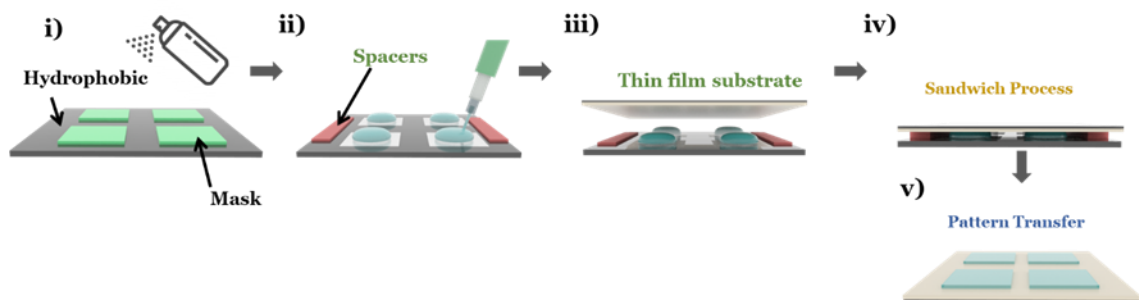 i)
Hydrophobic
Mask
ii)
Spacers
iii)
Thin film substrate
iv)
Sandwich Process
v)
Pattern Transfer